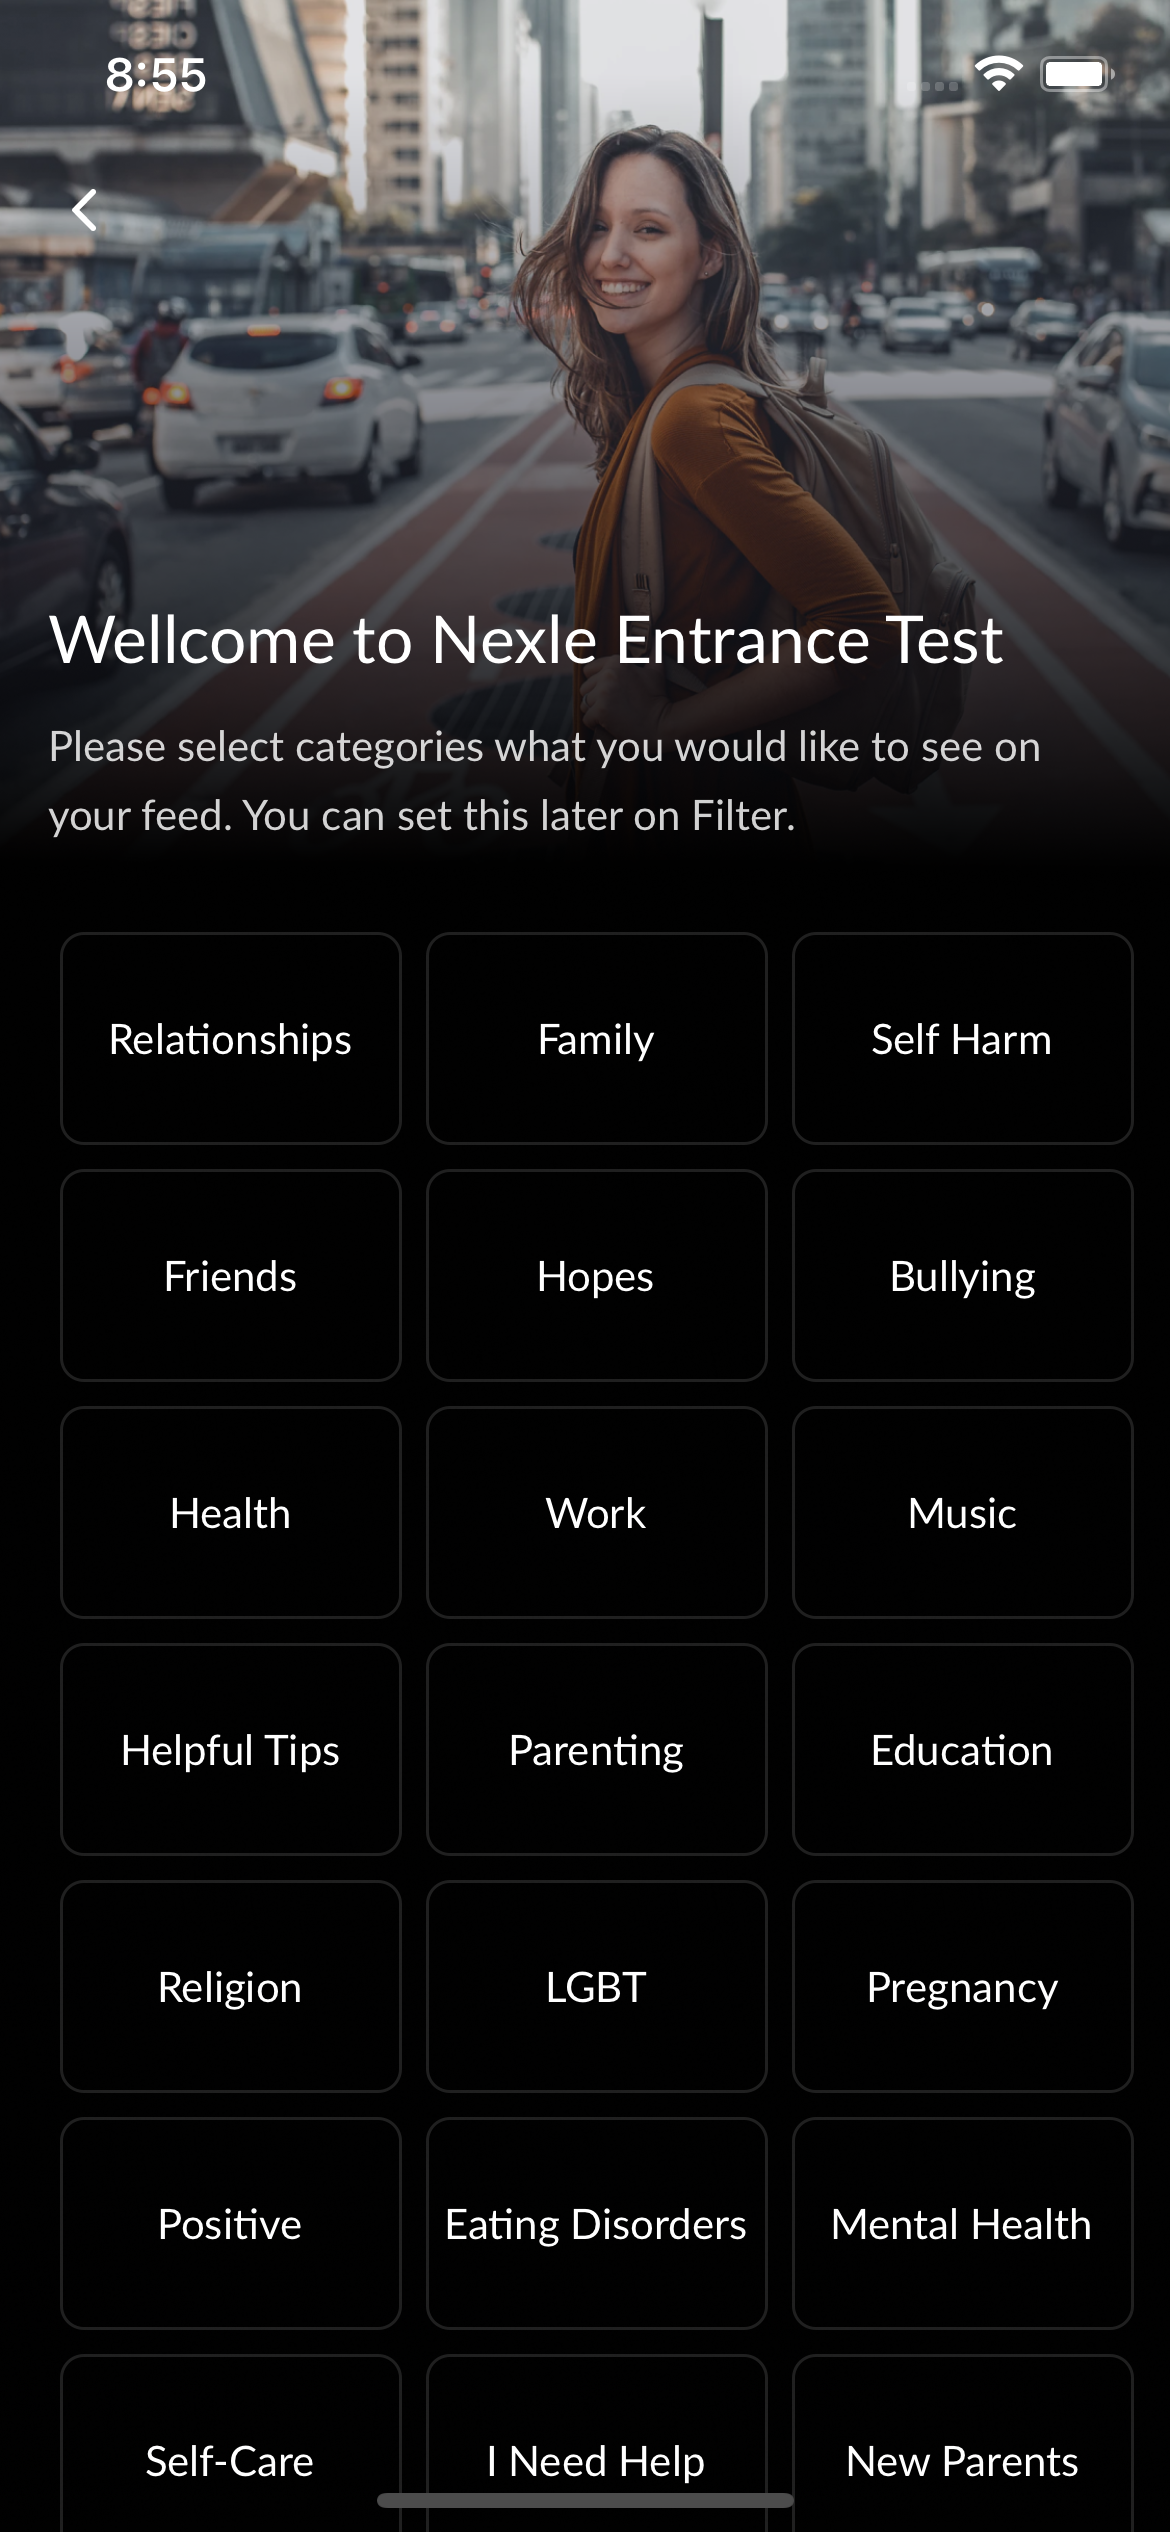 8:55
Wellcome to Nexle Entrance Test
Please select categories what you would like to see on
your feed. You can set this later on Filter.
Relationships
Family
Self Harm
Friends
Hopes
Bullying
Health
Work
Music
Helpful Tips
Parenting
Education
Religion
LGBT
Pregnancy
Positive
Eating Disorders
Mental Health
Self-Care
I Need Help
New Parents